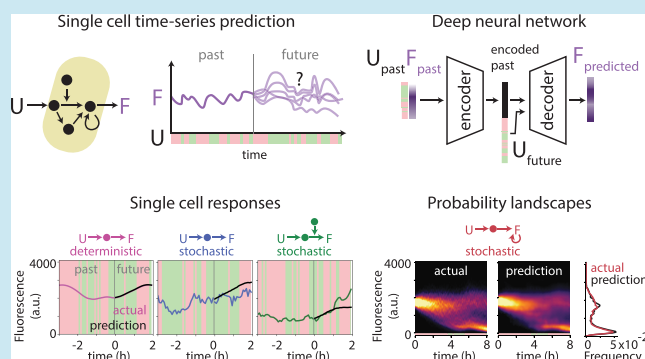 Single cell time-series prediction
U
F
past
future
?
F
U
time
Deep neural network
U past
F past
encoder
encoded
past
decoder
U future
F predicted
Single cell responses
U F
deterministic
U F
stochastic
U F
stochastic
Fluorescence
(a.u.)
4000
0
past
future
actual
prediction
-2 0 2
-2 0 2
-2 0 2
time (h)
time (h)
time (h)
Probability landscapes
U F
stochastic
Fluorescence
(a.u.)
4000
0
actual
prediction
actual
prediction
0 4 8
0 4 8
5×10⁻²
time (h)
time (h)
Frequency